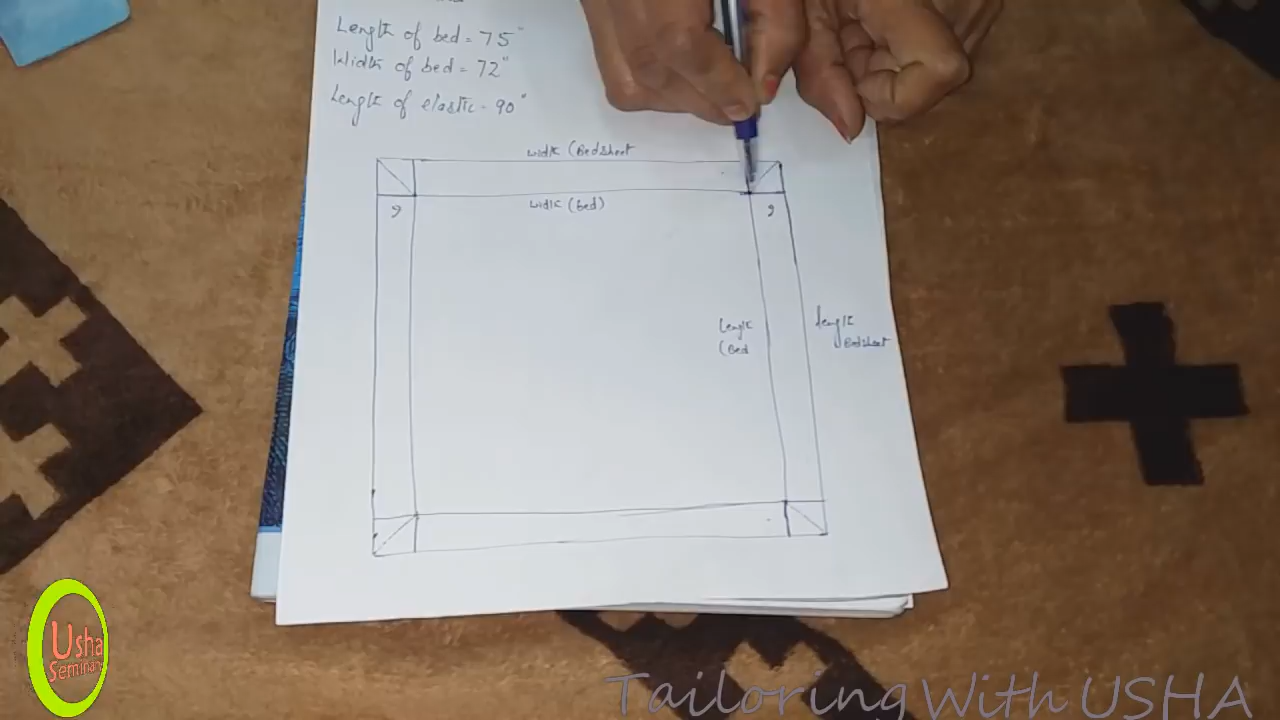 Length of bed = 75"
Width of bed = 72"
Length of elastic - 90"
Width (Bedsheet
9
Width (Bed)
9
Length
(Bed
Length
Bedsheet
Usha
Seminar
Tailoring With USHA